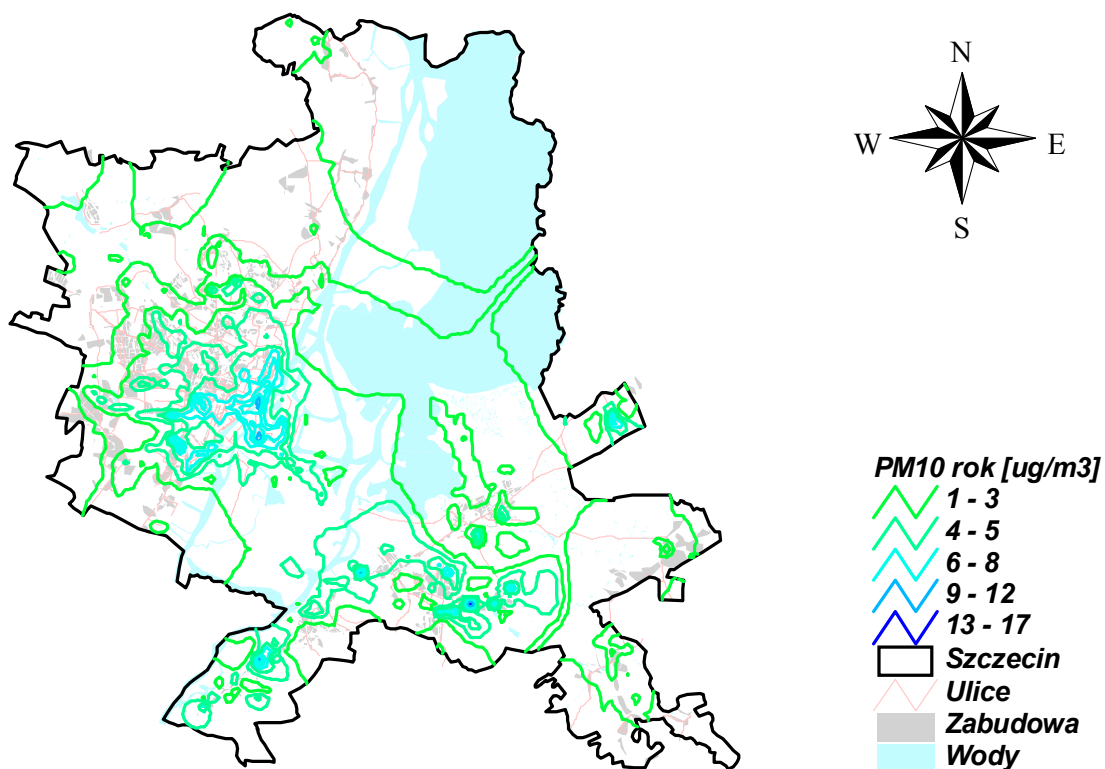 N
W
E
S
PM10 rok [ug/m3]
1 - 3
4 - 5
6 - 8
9 - 12
13 - 17
Szczecin
Ulice
Zabudowa
Wody